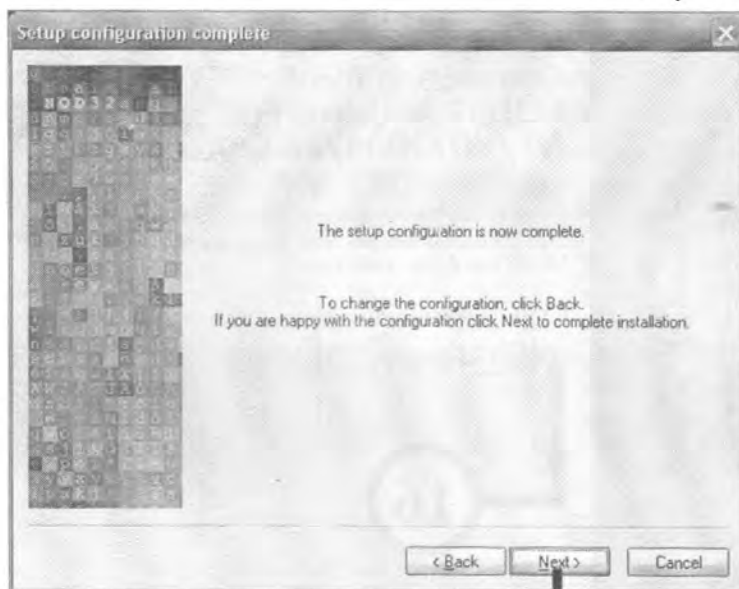 Setup configuration complete
NOD32
The setup configuration is now complete.
To change the configuration, click Back.
If you are happy with the configuration click Next to complete installation.
< Back
Next >
Cancel